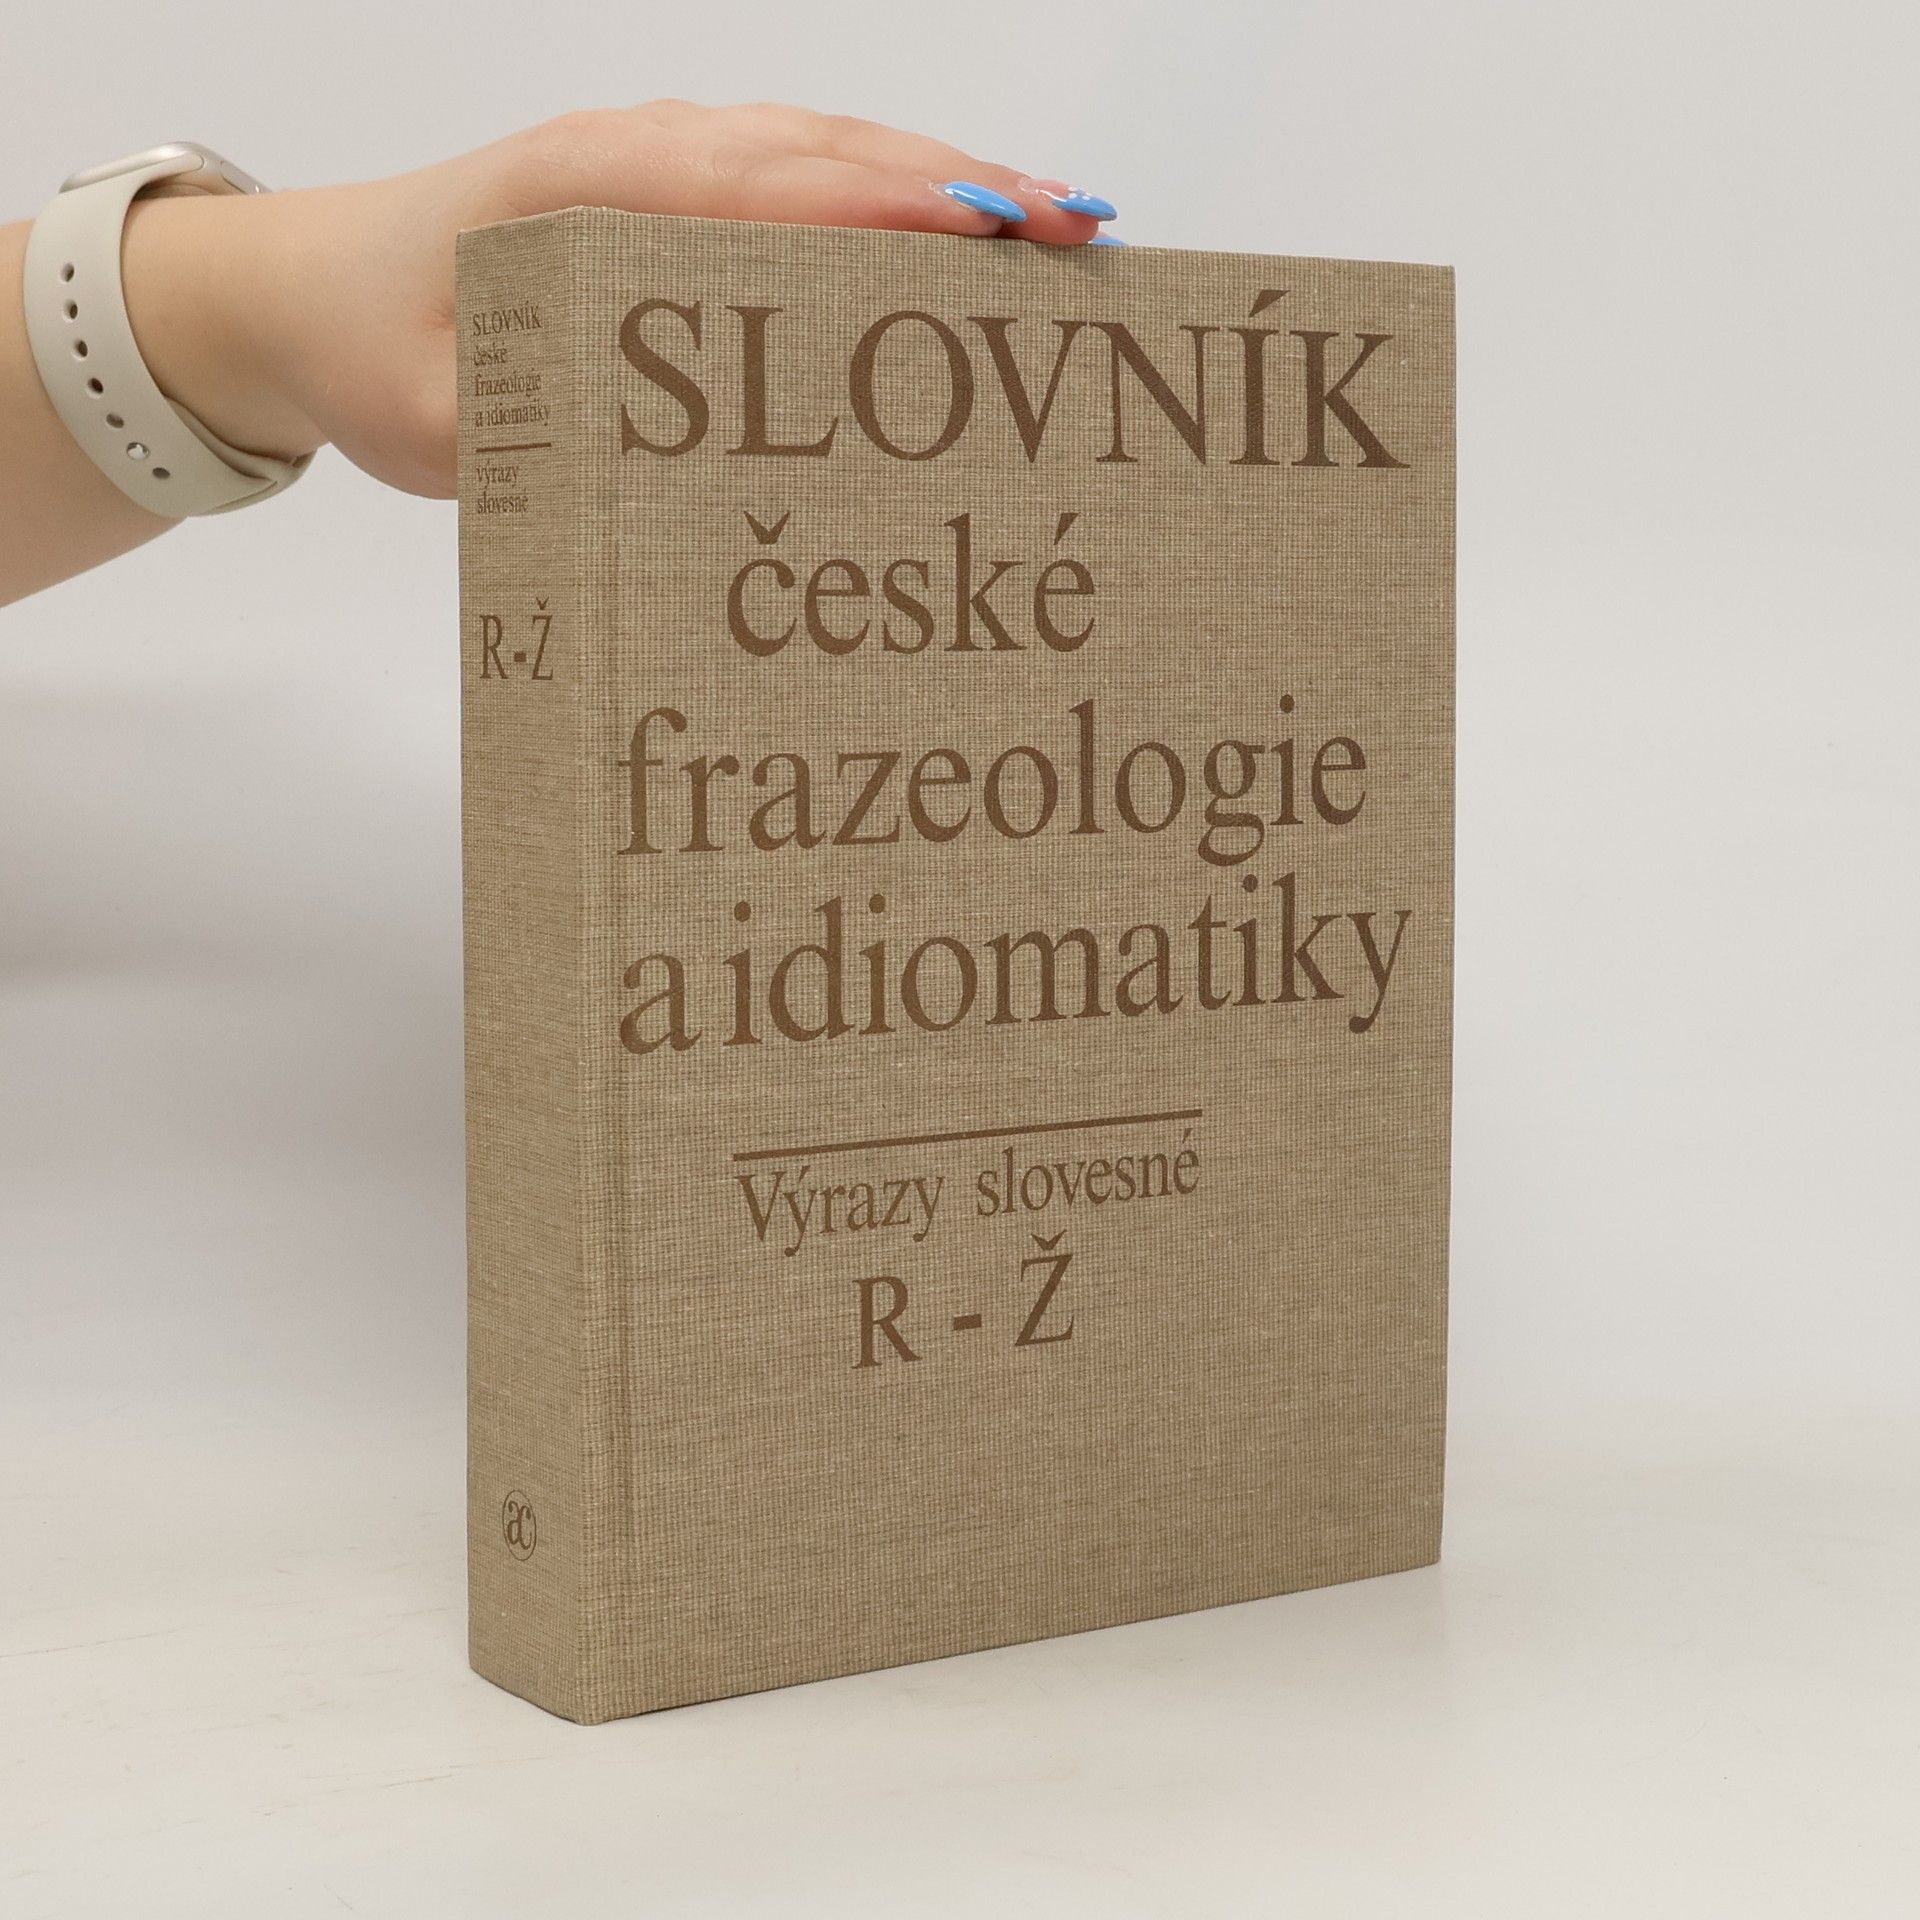 SLOVNÍK
české
frazeologie
a idiomatiky
výrazy
slovesné
R-Ž
ac
SLOVNÍK
české
frazeologie
a idiomatiky
Výrazy slovesné
R - Ž